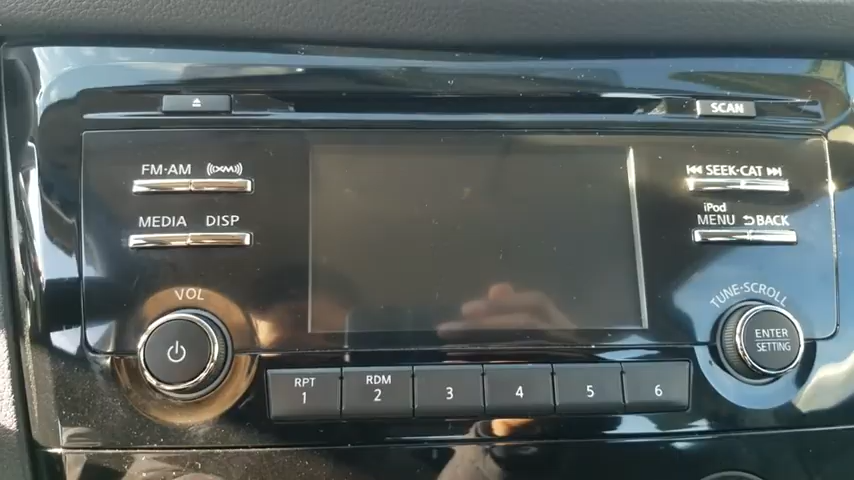 SCAN
FM·AM ((XM))
SEEK·CAT
MEDIA DISP
iPod
MENU BACK
VOL
TUNE·SCROLL
ENTER
SETTING
RPT
1
RDM
2
3
4
5
6